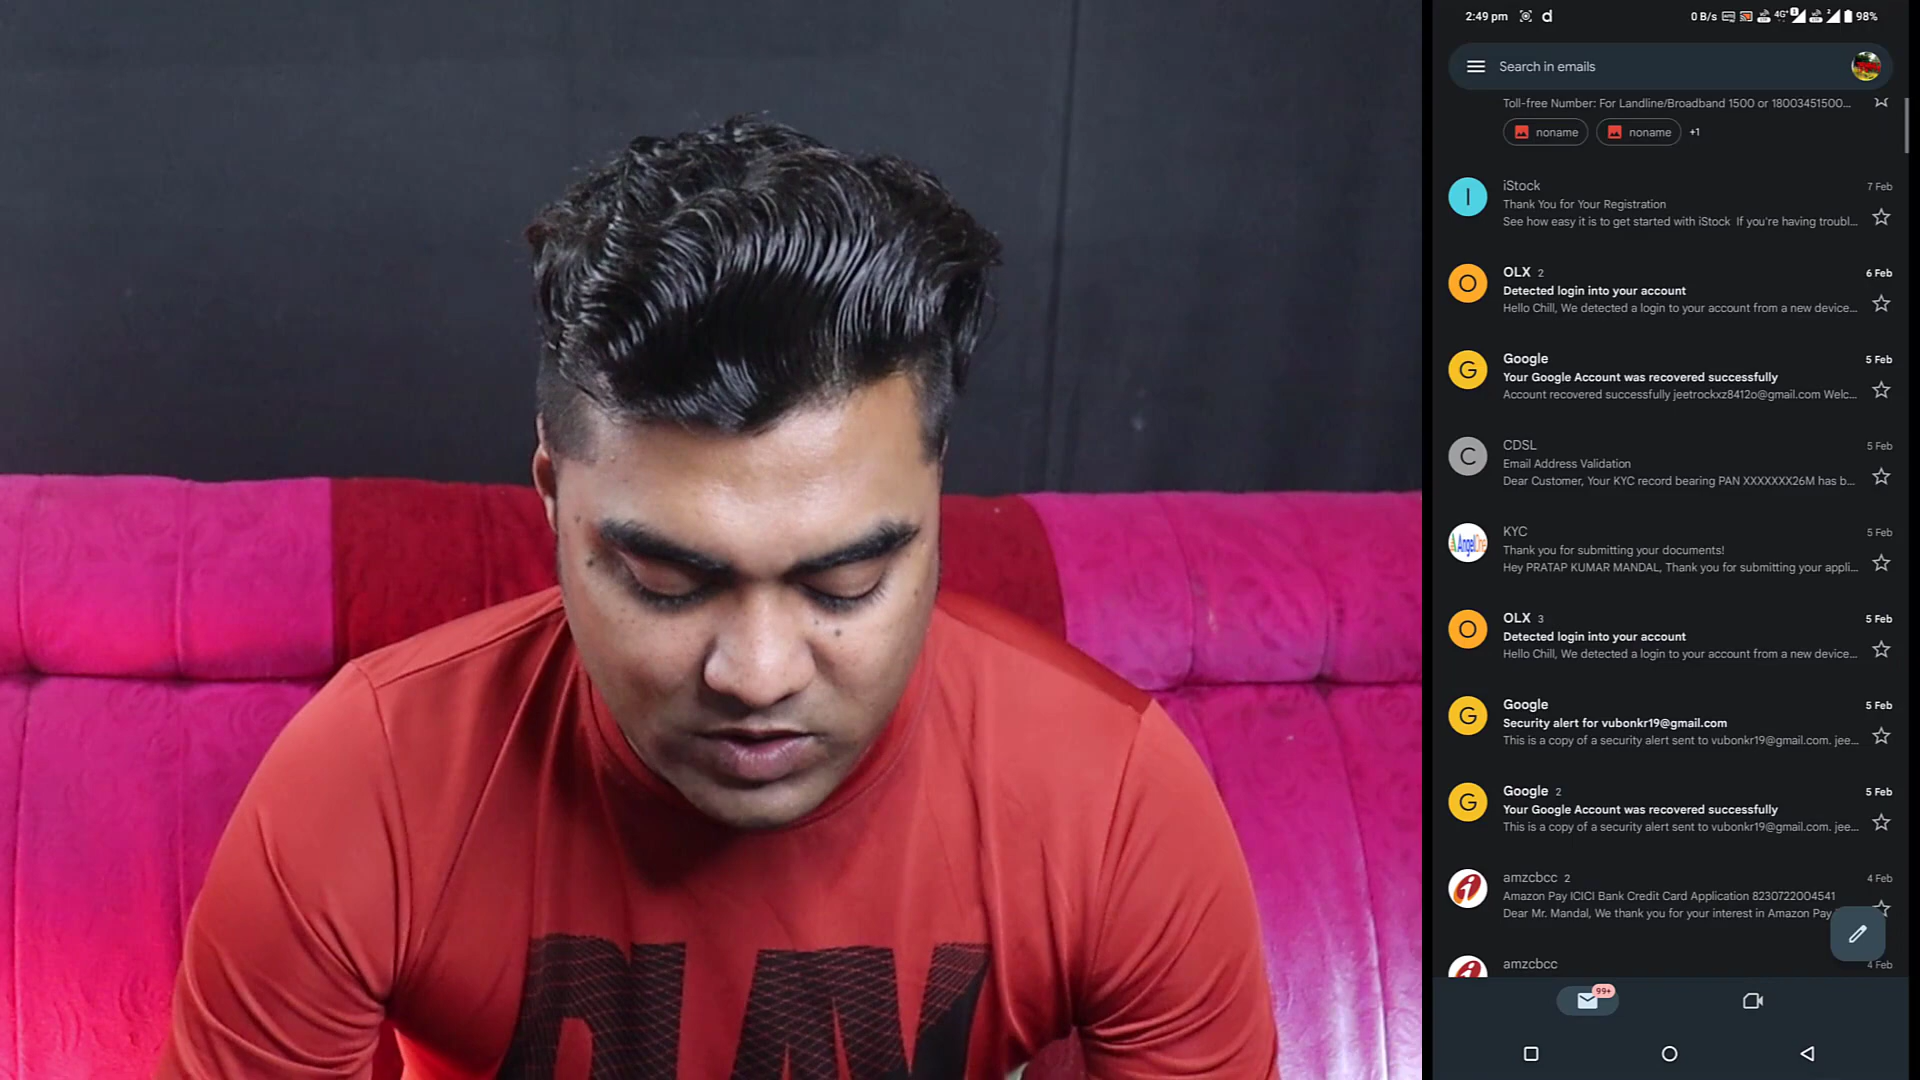 2:49 pm
0 B/s
4G+
98%
Search in emails
Toll-free Number: For Landline/Broadband 1500 or 18003451500...
noname noname +1
iStock 7 Feb
Thank You for Your Registration
See how easy it is to get started with iStock If you're having troubl...
OLX 2 6 Feb
Detected login into your account
Hello Chill, We detected a login to your account from a new device...
Google 5 Feb
Your Google Account was recovered successfully
Account recovered successfully jeetrockxz8412o@gmail.com Welc...
CDSL 5 Feb
Email Address Validation
Dear Customer, Your KYC record bearing PAN XXXXXXX26M has b...
KYC 5 Feb
Thank you for submitting your documents!
Hey PRATAP KUMAR MANDAL, Thank you for submitting your appli...
OLX 3 5 Feb
Detected login into your account
Hello Chill, We detected a login to your account from a new device...
Google 5 Feb
Security alert for vubonkr19@gmail.com
This is a copy of a security alert sent to vubonkr19@gmail.com. jee...
Google 2 5 Feb
Your Google Account was recovered successfully
This is a copy of a security alert sent to vubonkr19@gmail.com. jee...
amzcbcc 2 4 Feb
Amazon Pay ICICI Bank Credit Card Application 8230722004541
Dear Mr. Mandal, We thank you for your interest in Amazon Pay
amzcbcc 4 Feb
99+